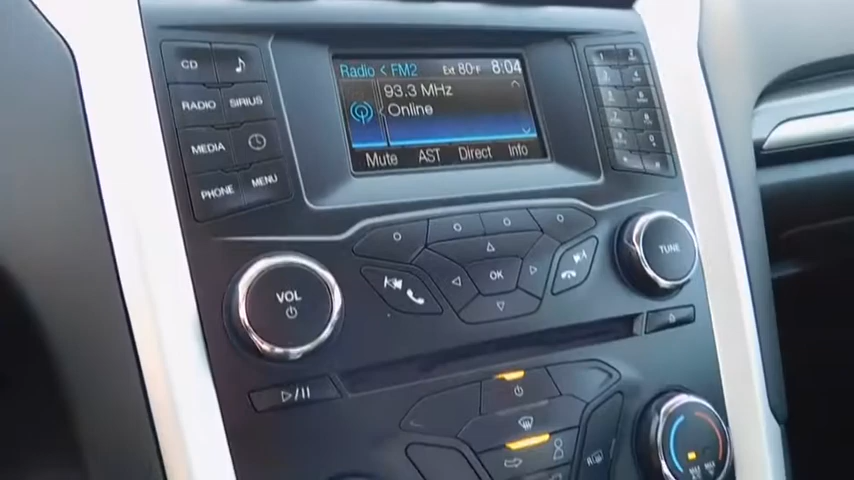 CD
RADIO SIRIUS
MEDIA
PHONE MENU
Radio < FM2 Ext 80°F 8:04
93.3 MHz
Online
Mute AST Direct Info
VOL
OK
TUNE
R
MAX A/C